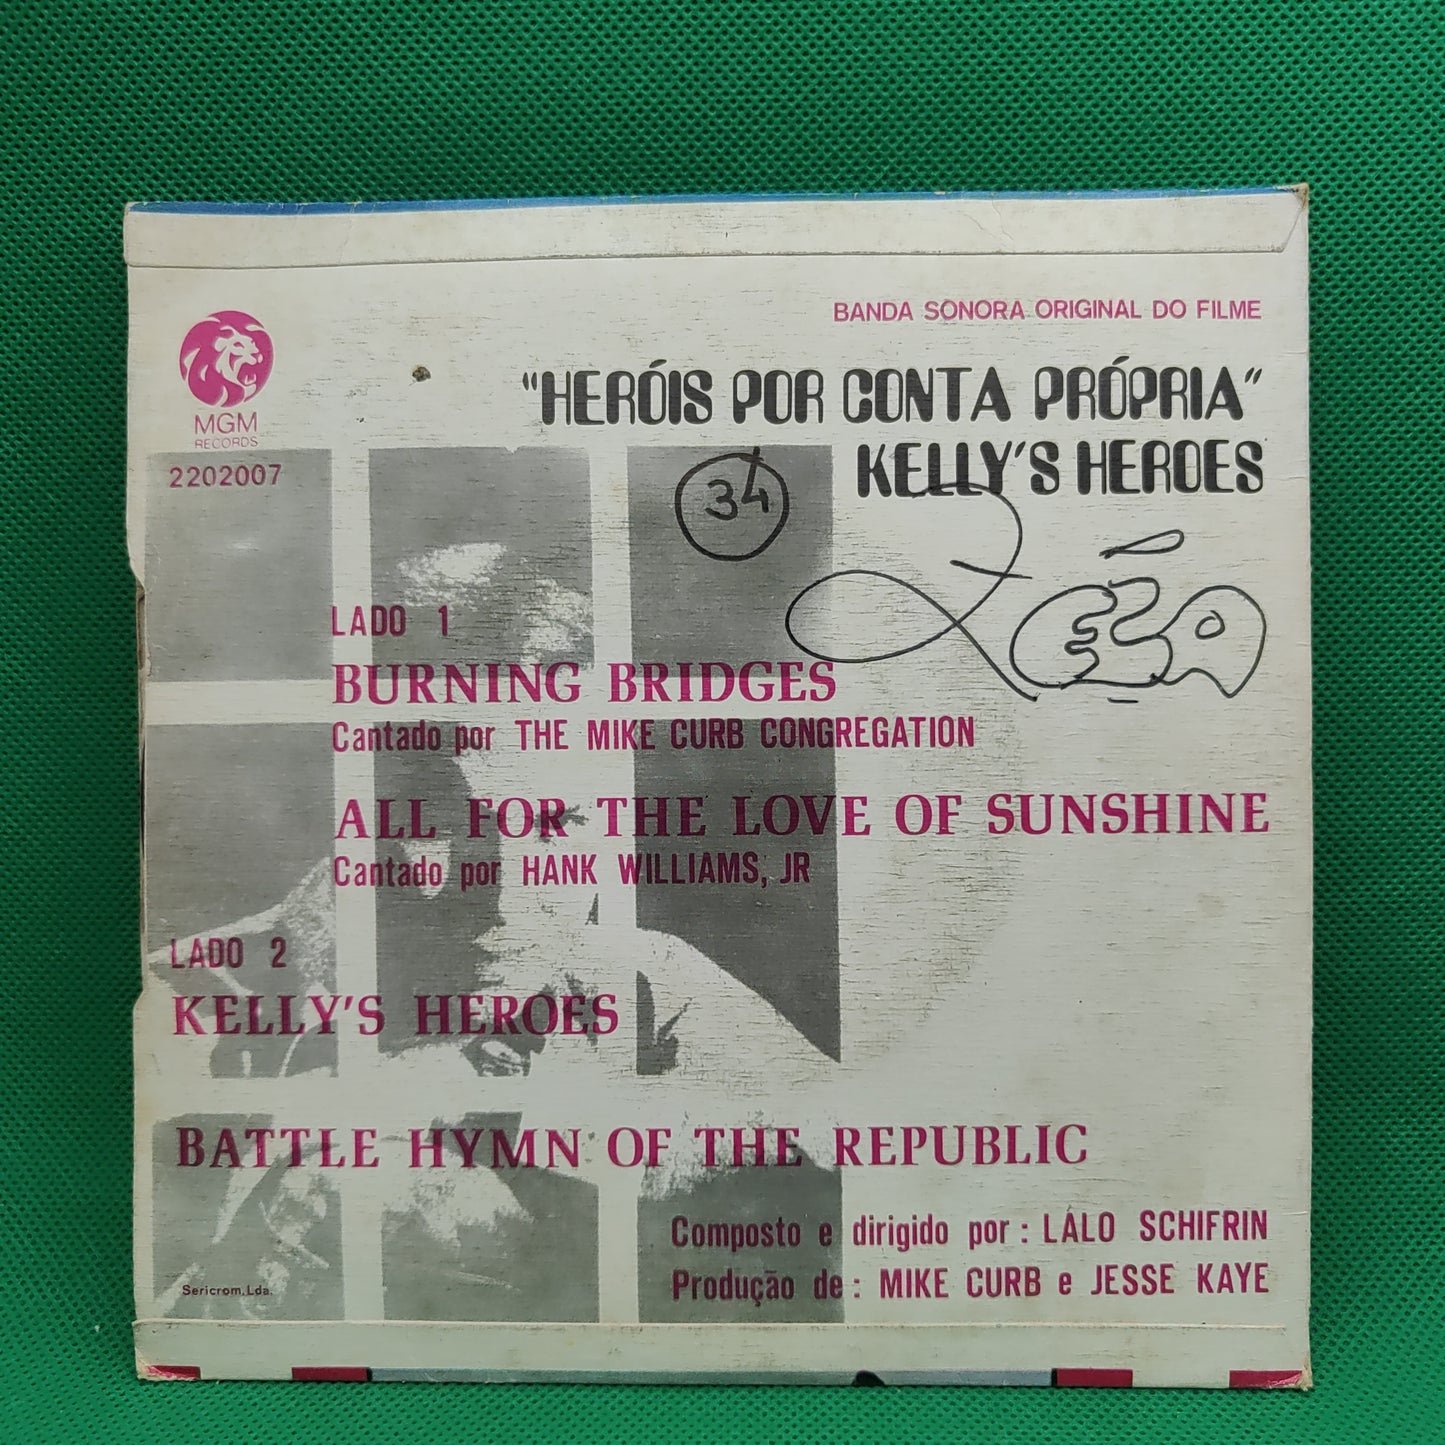 BANDA SONORA ORIGINAL DO FILME
"HERÓIS POR CONTA PRÓPRIA"
KELLY'S HEROES
MGM
RECORDS
2202007
34
LADO 1
BURNING BRIDGES
Cantado por THE MIKE CURB CONGREGATION
ALL FOR THE LOVE OF SUNSHINE
Cantado por HANK WILLIAMS, JR
LADO 2
KELLY'S HEROES
BATTLE HYMN OF THE REPUBLIC
Composto e dirigido por : LALO SCHIFRIN
Produção de : MIKE CURB e JESSE KAYE
Sericrom, Lda.